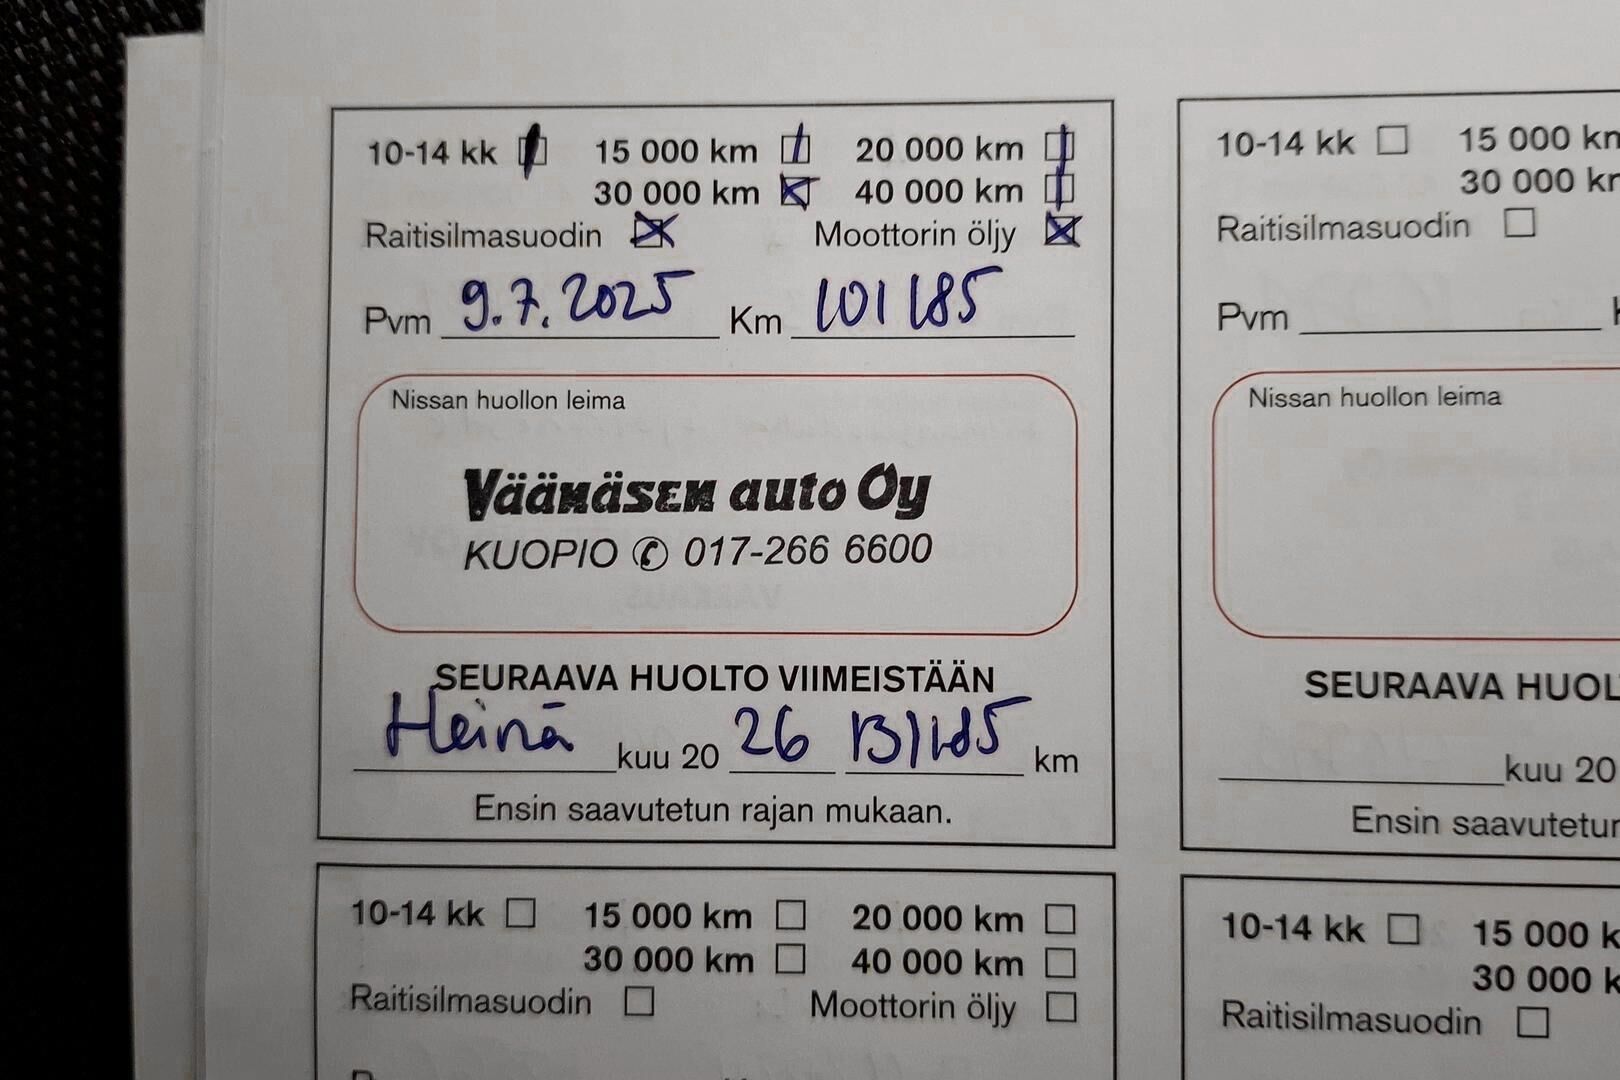 10-14 kk 15 000 km 20 000 km
30 000 km 40 000 km
Raitisilmasuodin Moottorin öljy
Pvm 9.7.2025 Km 101185
Nissan huollon leima
Väänäsen auto Oy
KUOPIO 017-266 6600
SEURAAVA HUOLTO VIIMEISTÄÄN
Heinä kuu 20 26 131185 km
Ensin saavutetun rajan mukaan.
10-14 kk 15 000 km
30 000
Raitisilmasuodin
Pvm
Nissan huollon leima
SEURAAVA
kuu 20
Ensin
10-14 kk 15 000 km 20 000 km
30 000 km 40 000 km
Raitisilmasuodin Moottorin öljy
10-14 kk 15 000
30 000
Raitisilmasuodin